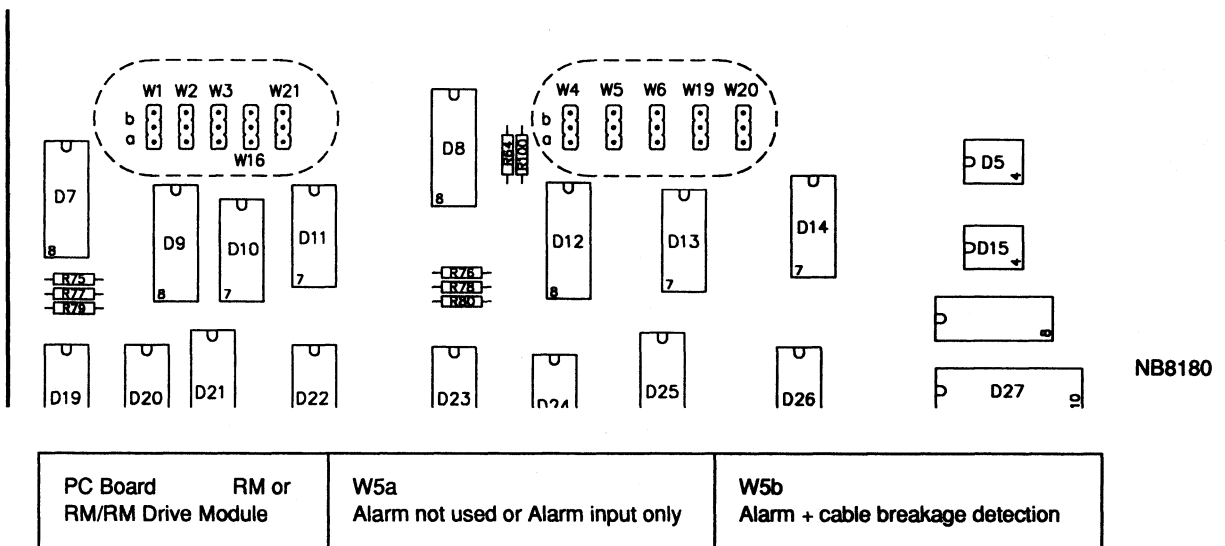 W1 W2 W3 W21
W4 W5 W6 W19 W20
b
a
b
a
W16
R64
R100
D8
8
D5
4
D7
8
D9
8
D10
7
D11
7
D12
8
D13
7
D14
7
D15
4
R75
R77
R79
R76
R78
R80
8
NB8180
D19
D20
D21
D22
D23
D24
D25
D26
D27
10
PC Board RM or
RM/RM Drive Module
W5a
Alarm not used or Alarm input only
W5b
Alarm + cable breakage detection